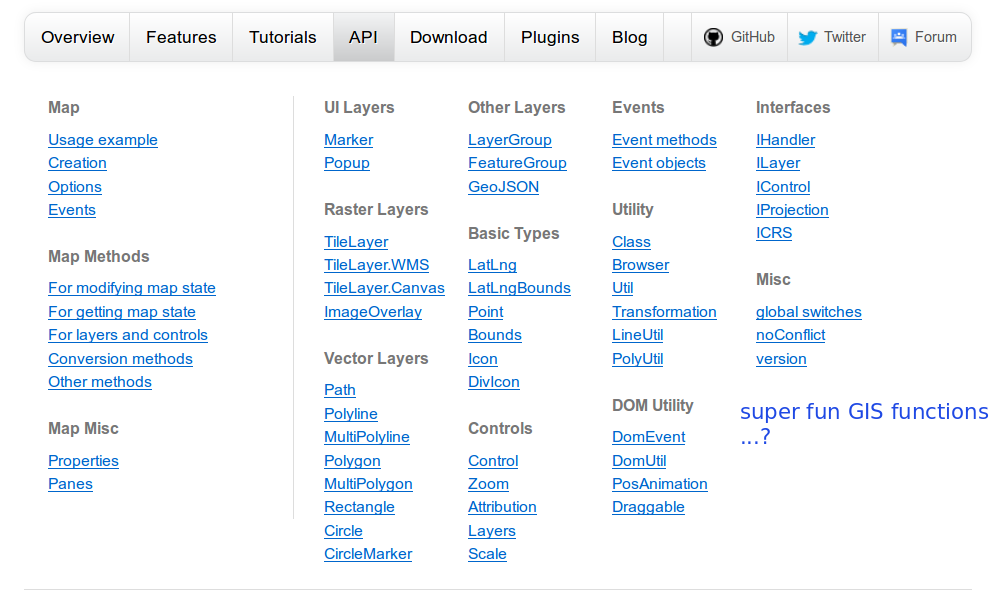 Overview Features Tutorials API Download Plugins Blog GitHub Twitter Forum
Map
Usage example
Creation
Options
Events
Map Methods
For modifying map state
For getting map state
For layers and controls
Conversion methods
Other methods
Map Misc
Properties
Panes
UI Layers
Marker
Popup
Raster Layers
TileLayer
TileLayer.WMS
TileLayer.Canvas
ImageOverlay
Vector Layers
Path
Polyline
MultiPolyline
Polygon
MultiPolygon
Rectangle
Circle
CircleMarker
Other Layers
LayerGroup
FeatureGroup
GeoJSON
Basic Types
LatLng
LatLngBounds
Point
Bounds
Icon
DivIcon
Controls
Control
Zoom
Attribution
Layers
Scale
Events
Event methods
Event objects
Utility
Class
Browser
Util
Transformation
LineUtil
PolyUtil
DOM Utility
DomEvent
DomUtil
PosAnimation
Draggable
Interfaces
IHandler
ILayer
IControl
IProjection
ICRS
Misc
global switches
noConflict
version
super fun GIS functions
...?